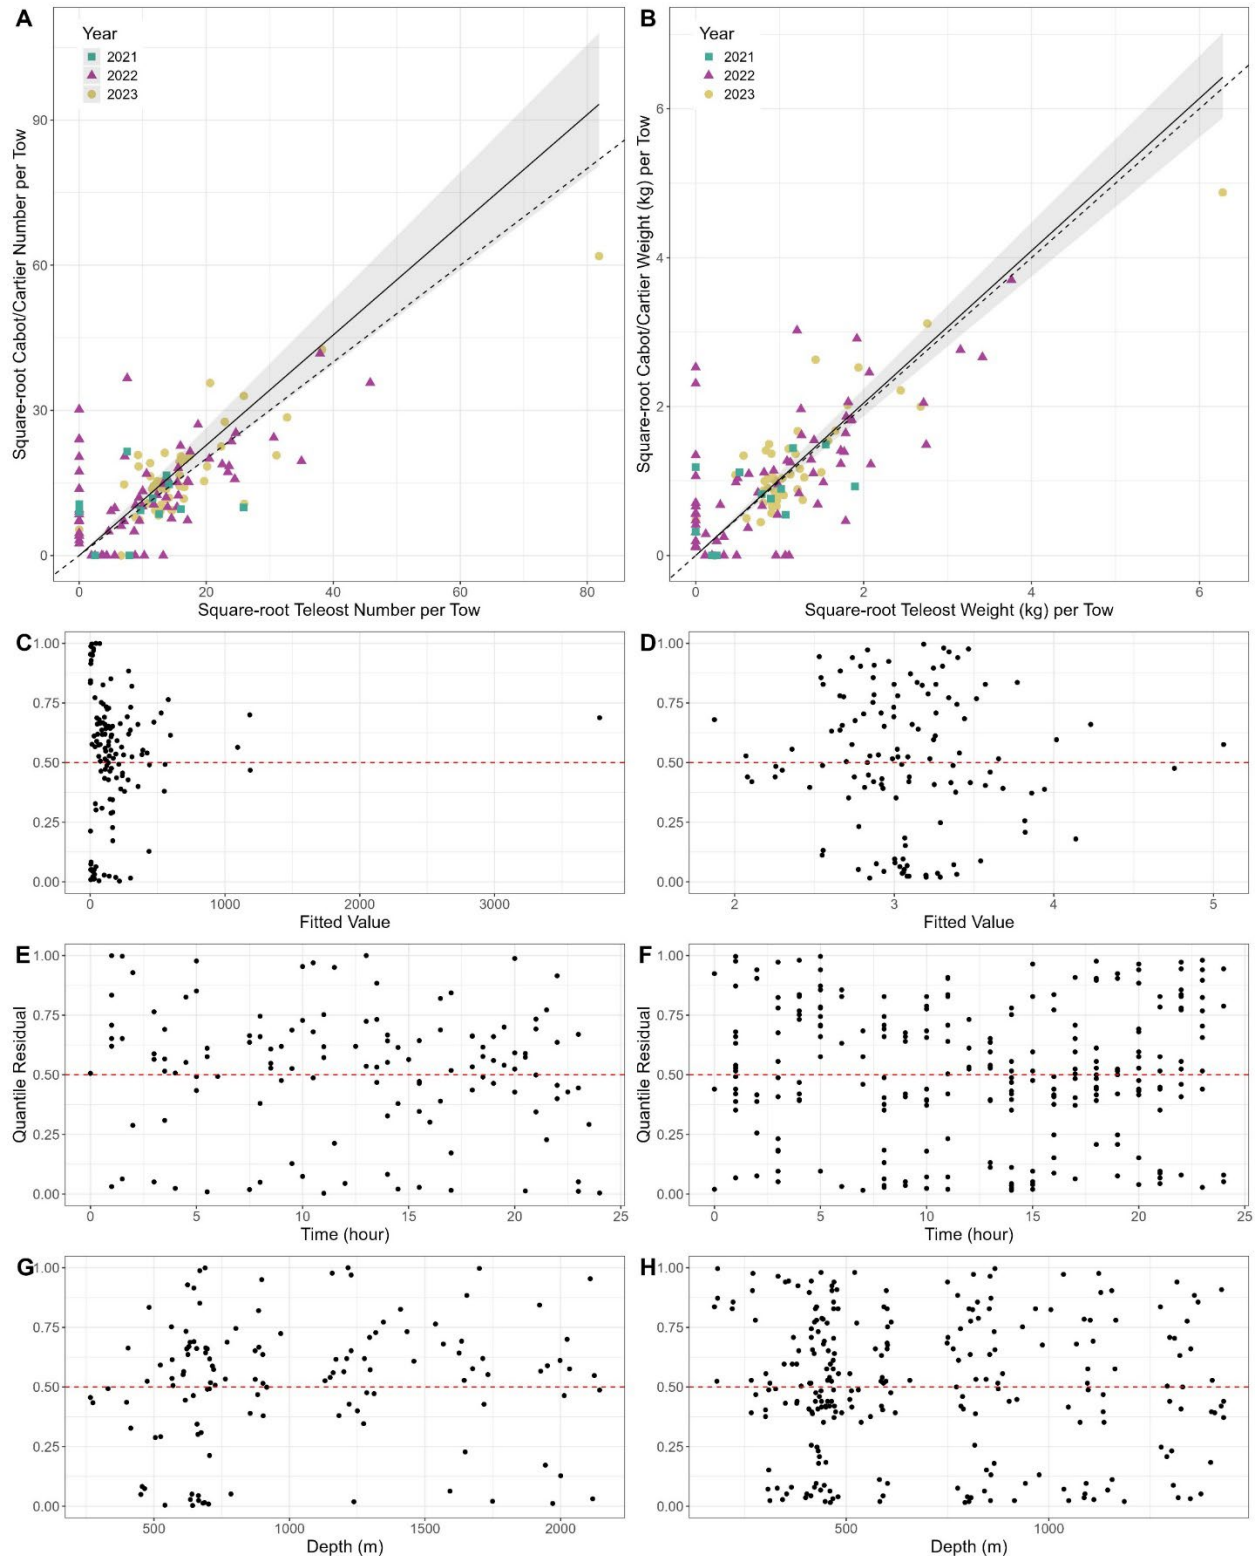 A
Year
2021
2022
2023
90
60
30
0
Square-root Cabot/Cartier Number per Tow
0 20 40 60 80
Square-root Teleost Number per Tow
B
Year
2021
2022
2023
6
4
2
0
Square-root Cabot/Cartier Weight (kg) per Tow
0 2 4 6
Square-root Teleost Weight (kg) per Tow
C
1.00
0.75
0.50
0.25
0.00
0 1000 2000 3000
Fitted Value
D
1.00
0.75
0.50
0.25
0.00
2 3 4 5
Fitted Value
E
1.00
0.75
0.50
0.25
0.00
Quantile Residual
0 5 10 15 20 25
Time (hour)
F
1.00
0.75
0.50
0.25
0.00
Quantile Residual
0 5 10 15 20 25
Time (hour)
G
1.00
0.75
0.50
0.25
0.00
500 1000 1500 2000
Depth (m)
H
1.00
0.75
0.50
0.25
0.00
500 1000
Depth (m)